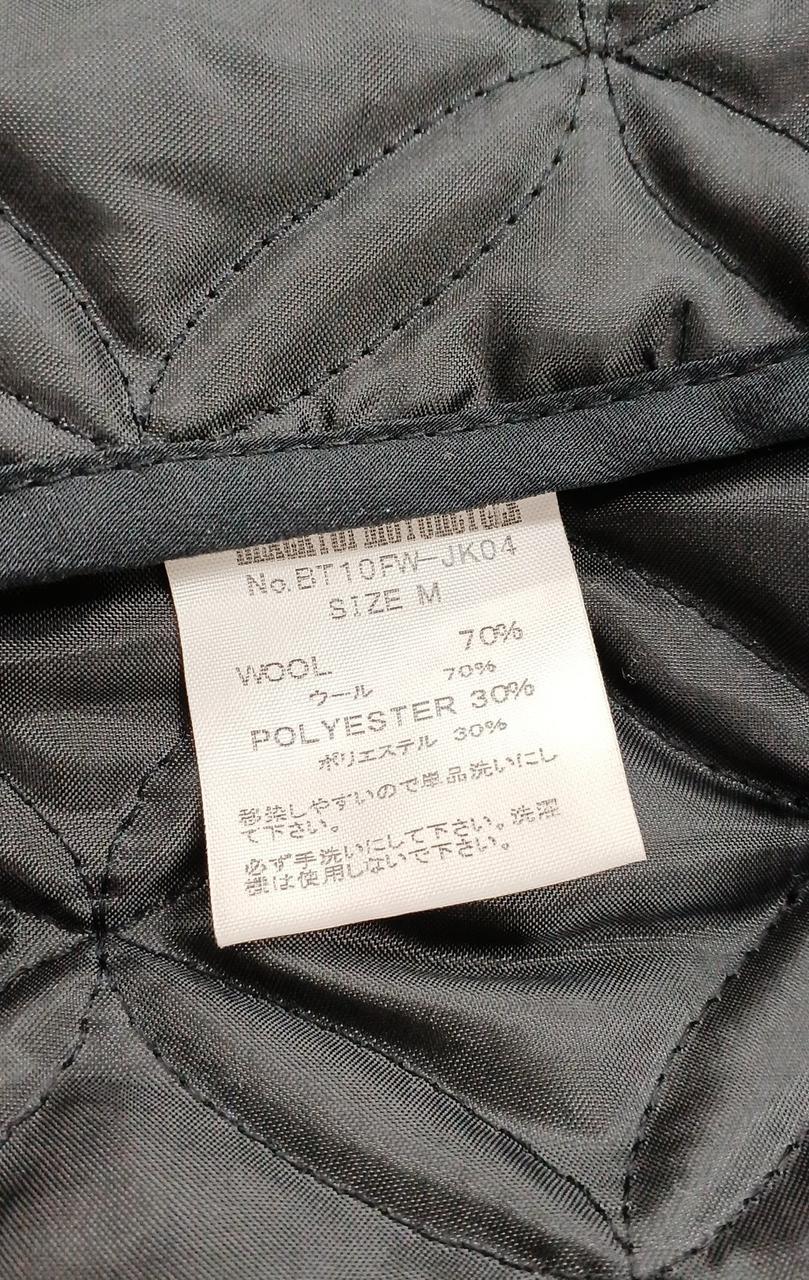 No.BT10FW-JK04
SIZE M
WOOL 70%
ウール 70%
POLYESTER 30%
ポリエステル 30%
移染しやすいので単品洗いにし
て下さい。
必ず手洗いにして下さい。洗濯
機は使用しないで下さい。